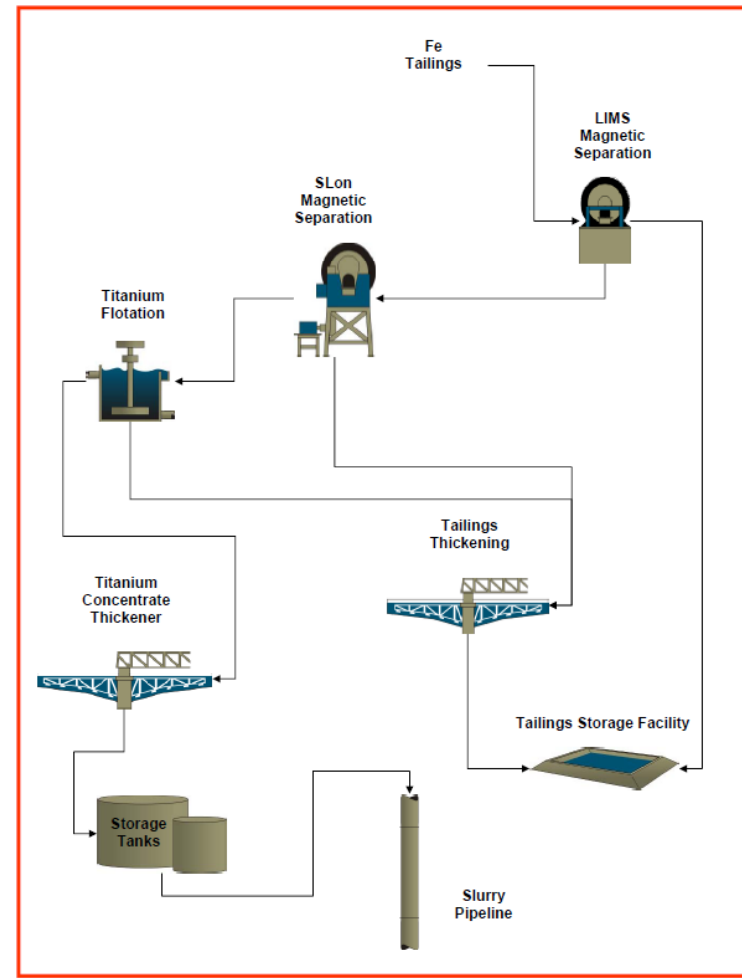 Fe
Tailings
LIMS
Magnetic
Separation
SLon
Magnetic
Separation
Titanium
Flotation
Tailings
Thickening
Titanium
Concentrate
Thickener
Tailings Storage Facility
Storage
Tanks
Slurry
Pipeline